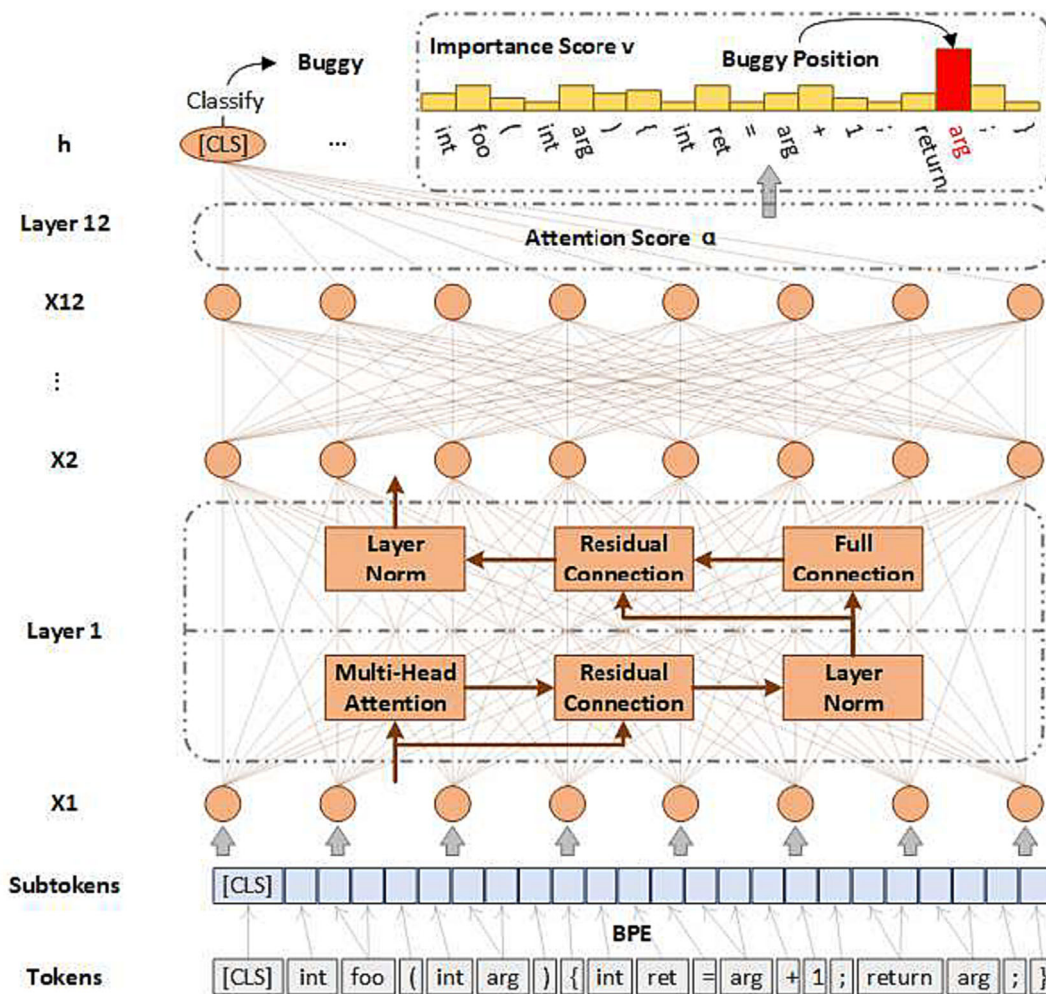 Importance Score v
Buggy Position
Buggy
Classify
h
[CLS]
...
int foo ( int arg ) { int ret = arg + 1 ; return arg ; }
Layer 12
Attention Score α
X12
...
X2
Layer Norm
Residual Connection
Full Connection
Layer 1
Multi-Head Attention
Residual Connection
Layer Norm
X1
Subtokens
[CLS]
BPE
Tokens
[CLS] int foo ( int arg ) { int ret = arg + 1 ; return arg ; }